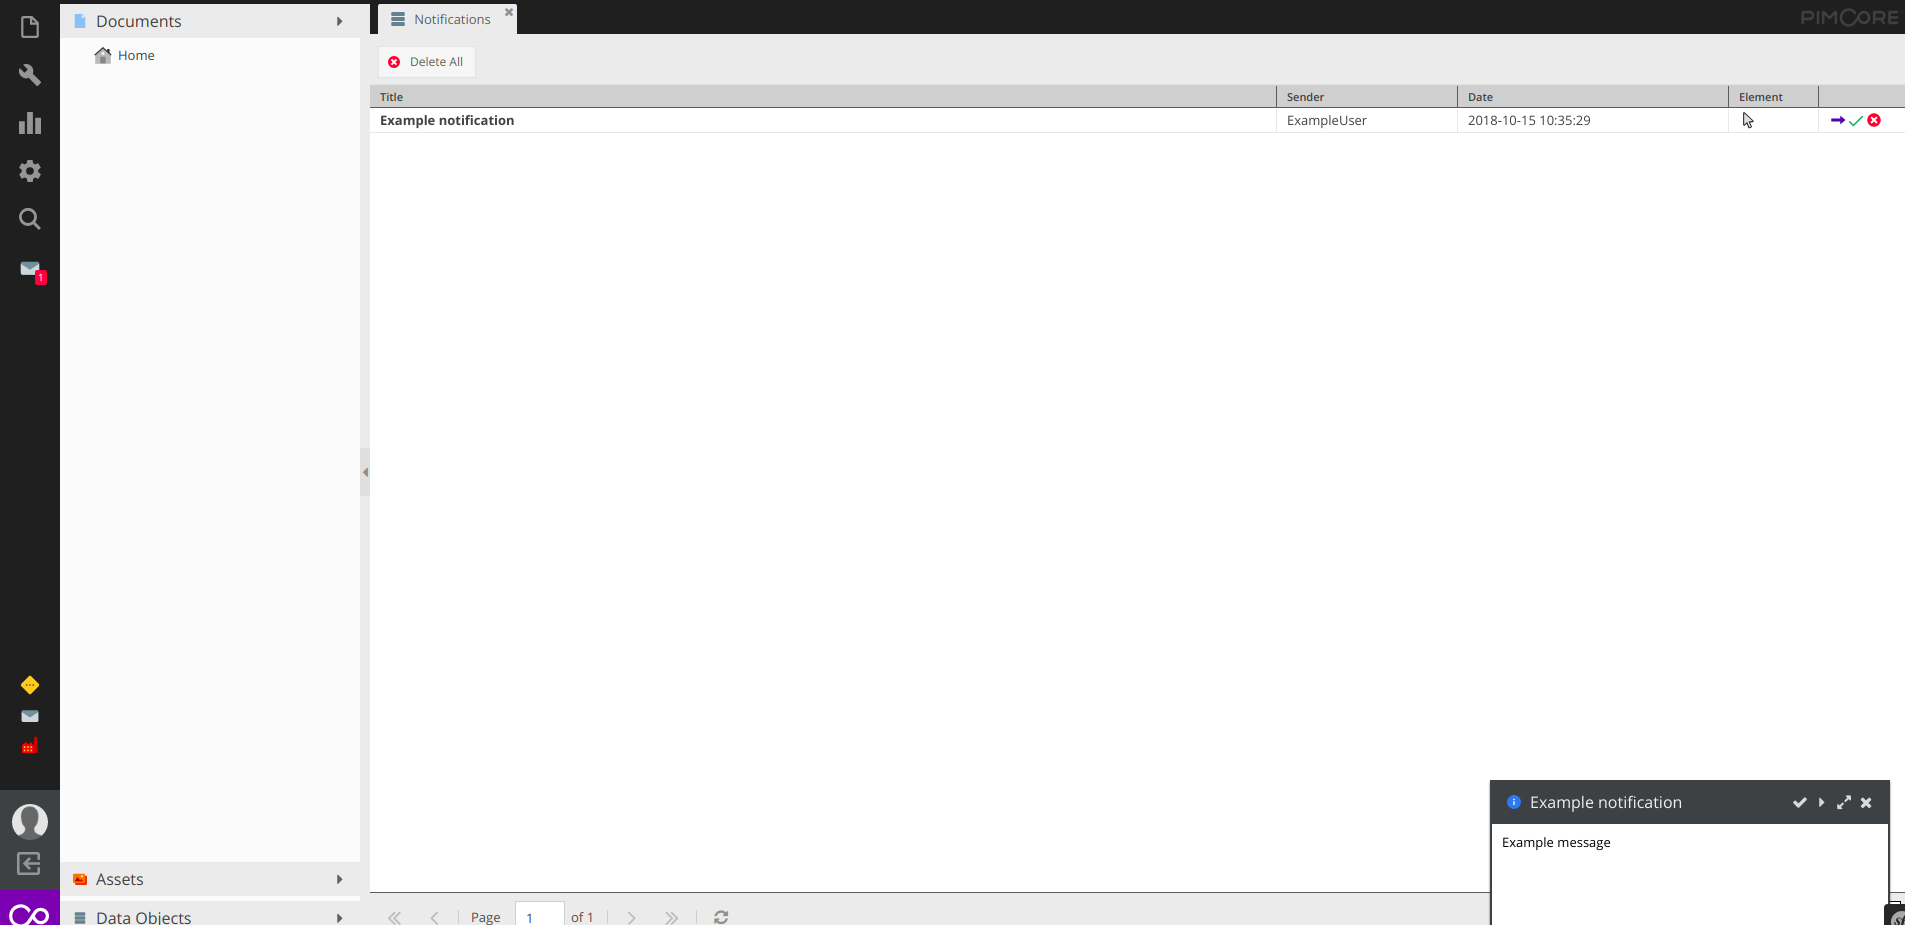 Documents
Home
Assets
Data Objects
1
Notifications
PIMCORE
Delete All
Title Sender Date Element
Example notification ExampleUser 2018-10-15 10:35:29
Example notification
Example message
Page 1 of 1